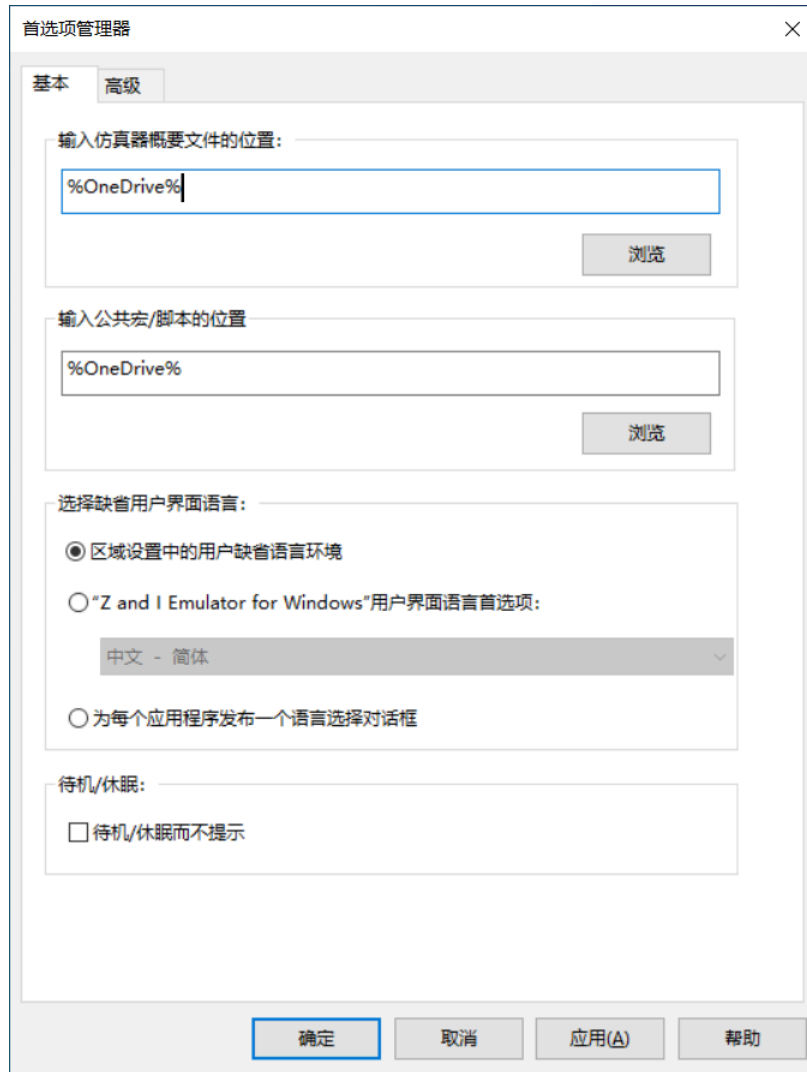 首选项管理器
基本
高级
输入仿真器概要文件的位置：
%OneDrive%
浏览
输入公共宏/脚本的位置
%OneDrive%
浏览
选择缺省用户界面语言：
区域设置中的用户缺省语言环境
“Z and I Emulator for Windows”用户界面语言首选项：
中文 - 简体
为每个应用程序发布一个语言选择对话框
待机/休眠：
待机/休眠而不提示
确定
取消
应用(A)
帮助